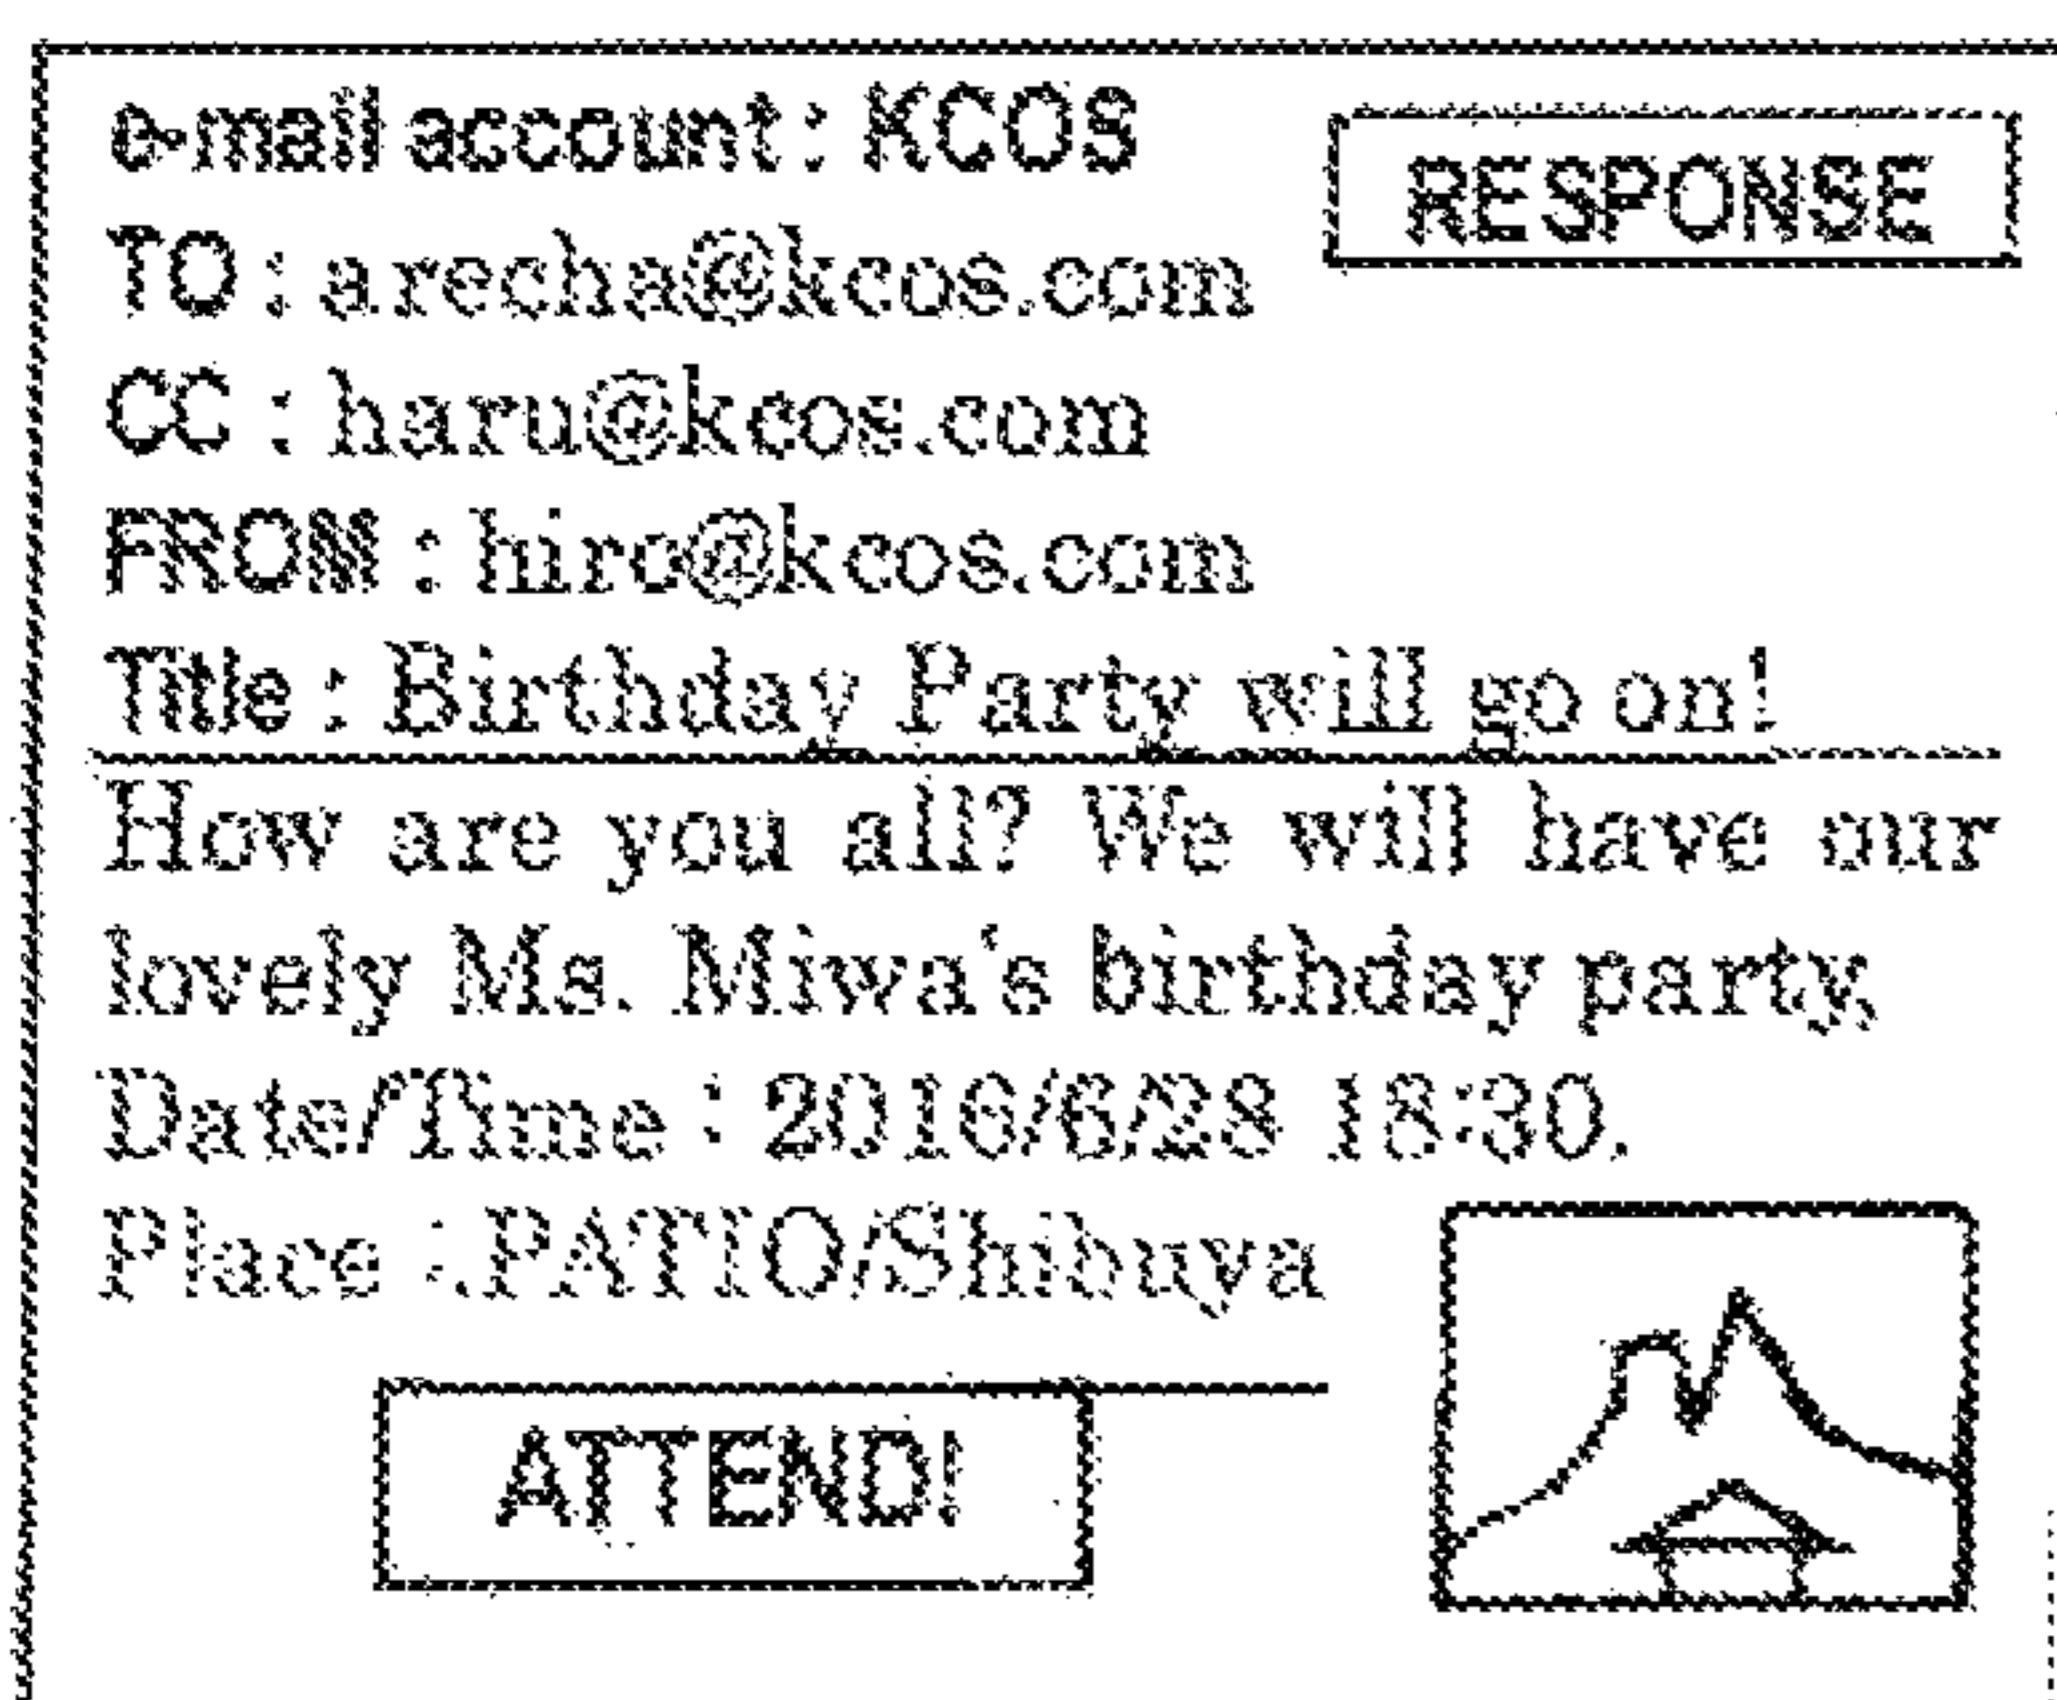 e-mail account : KCOS
RESPONSE
TO : arecha@kcos.com
CC : haru@kcos.com
FROM : hiro@kcos.com
Title : Birthday Party will go on!
How are you all? We will have our
lovely Ms. Miwa's birthday party,
Date/Time : 2016/6/28 18:30.
Place : PATIO/Shibuya
ATTEND!